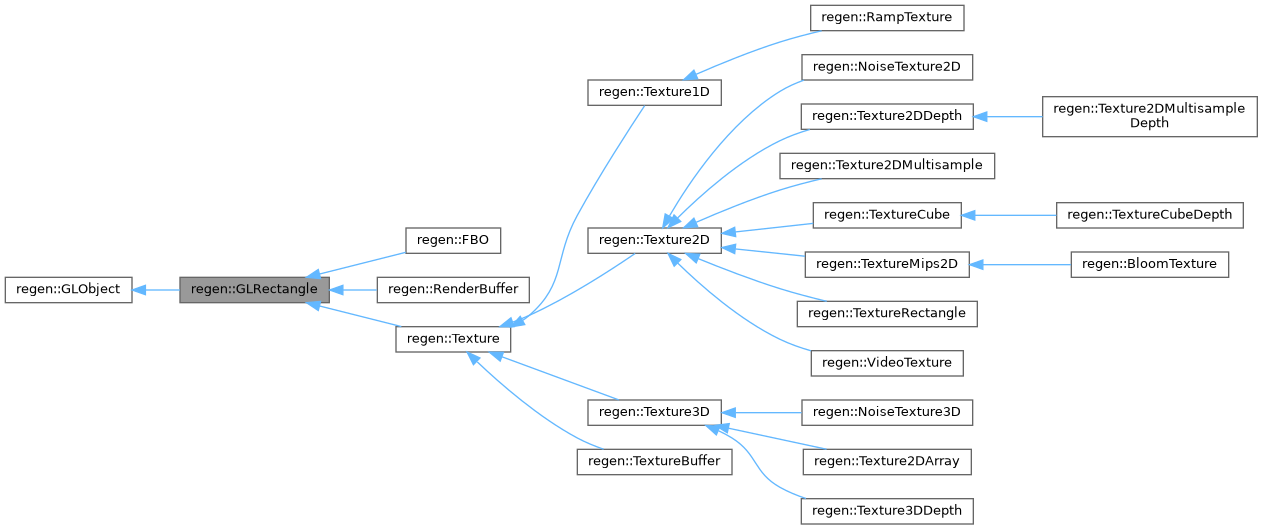 regen::RampTexture
regen::NoiseTexture2D
regen::Texture1D
regen::Texture2DMultisample
Depth
regen::Texture2DDepth
regen::Texture2DMultisample
regen::TextureCube
regen::TextureCubeDepth
regen::FBO
regen::Texture2D
regen::TextureMips2D
regen::BloomTexture
regen::GLObject
regen::GLRectangle
regen::RenderBuffer
regen::TextureRectangle
regen::Texture
regen::VideoTexture
regen::Texture3D
regen::NoiseTexture3D
regen::TextureBuffer
regen::Texture2DArray
regen::Texture3DDepth